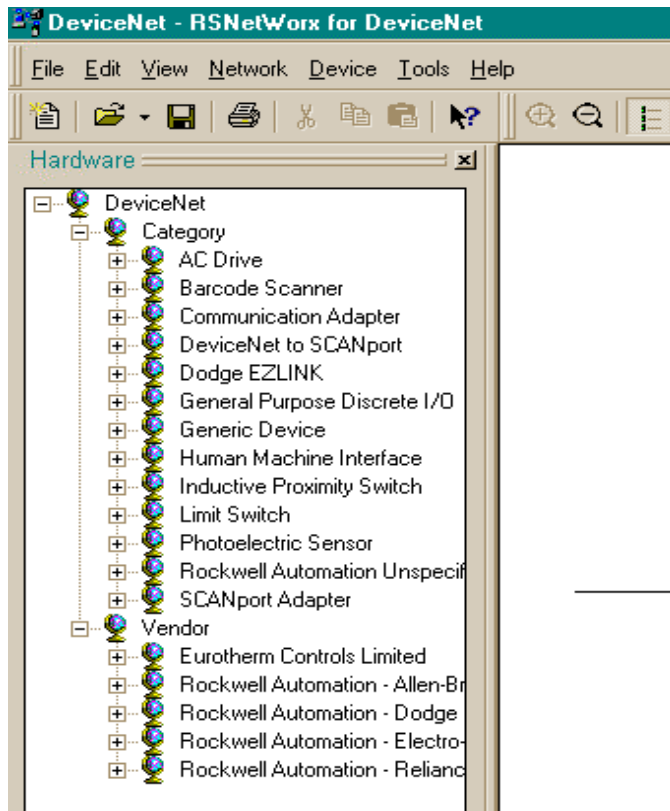 DeviceNet - RSNetWorx for DeviceNet
File Edit View Network Device Tools Help
Hardware
DeviceNet
Category
AC Drive
Barcode Scanner
Communication Adapter
DeviceNet to SCANport
Dodge EZLINK
General Purpose Discrete I/O
Generic Device
Human Machine Interface
Inductive Proximity Switch
Limit Switch
Photoelectric Sensor
Rockwell Automation Unspecif
SCANport Adapter
Vendor
Eurotherm Controls Limited
Rockwell Automation - Allen-Br
Rockwell Automation - Dodge
Rockwell Automation - Electro-
Rockwell Automation - Relianc